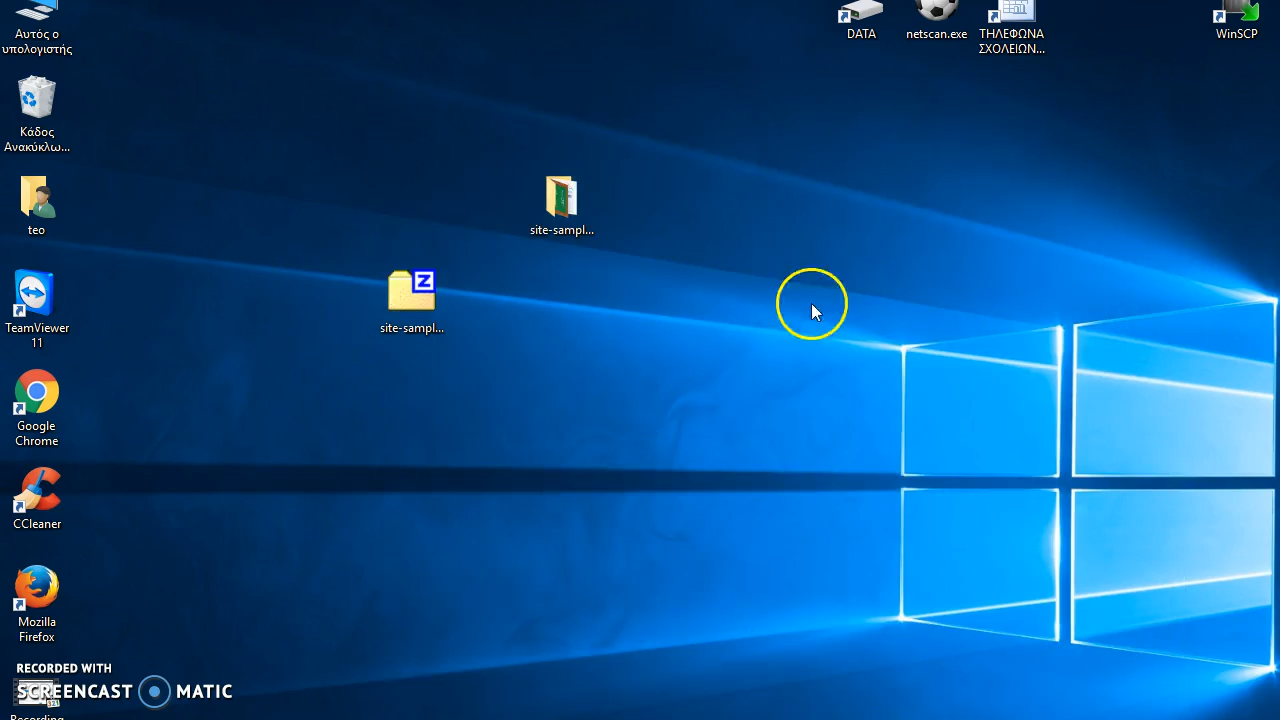 Αυτός ο
υπολογιστής
DATA
netscan.exe
ΤΗΛΕΦΩΝΑ
ΣΧΟΛΕΙΩΝ...
WinSCP
Κάδος
Ανακύκλω...
teo
site-sampl...
Z
site-sampl...
TeamViewer
11
Google
Chrome
CCleaner
Mozilla
Firefox
RECORDED WITH
SCREENCAST MATIC
Recording